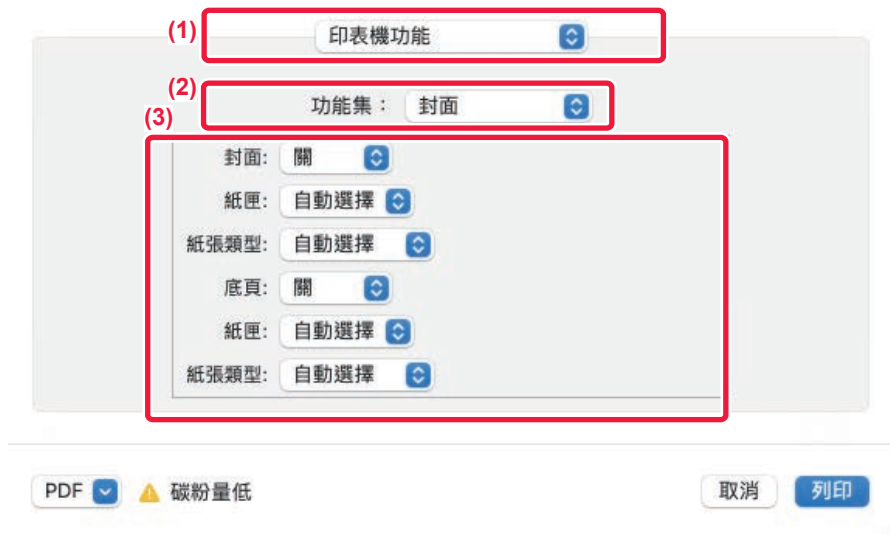 (1)
印表機功能
(2)
功能集： 封面
(3)
封面: 關
紙匣: 自動選擇
紙張類型: 自動選擇
底頁: 關
紙匣: 自動選擇
紙張類型: 自動選擇
PDF 碳粉量低 取消 列印